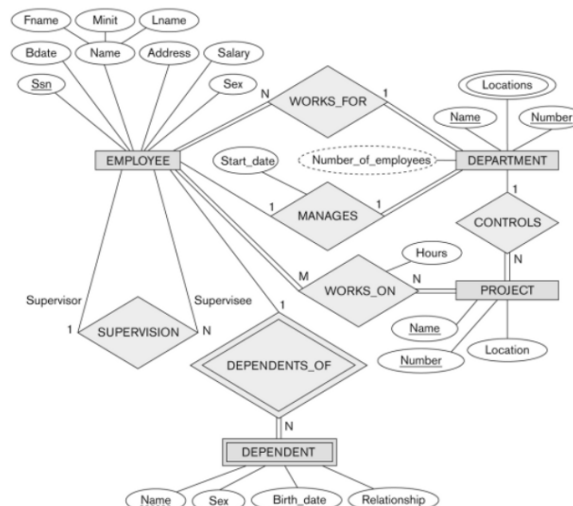 Fname Minit Lname
Bdate Name Address Salary
Ssn Sex
Locations
Name Number
N WORKS_FOR 1
EMPLOYEE Start_date Number_of_employees DEPARTMENT
1 MANAGES 1
1
CONTROLS
N
Hours
M WORKS_ON N PROJECT
Supervisor Supervisee
1 SUPERVISION N
1
Name
Number Location
DEPENDENTS_OF
N
DEPENDENT
Name Sex Birth_date Relationship